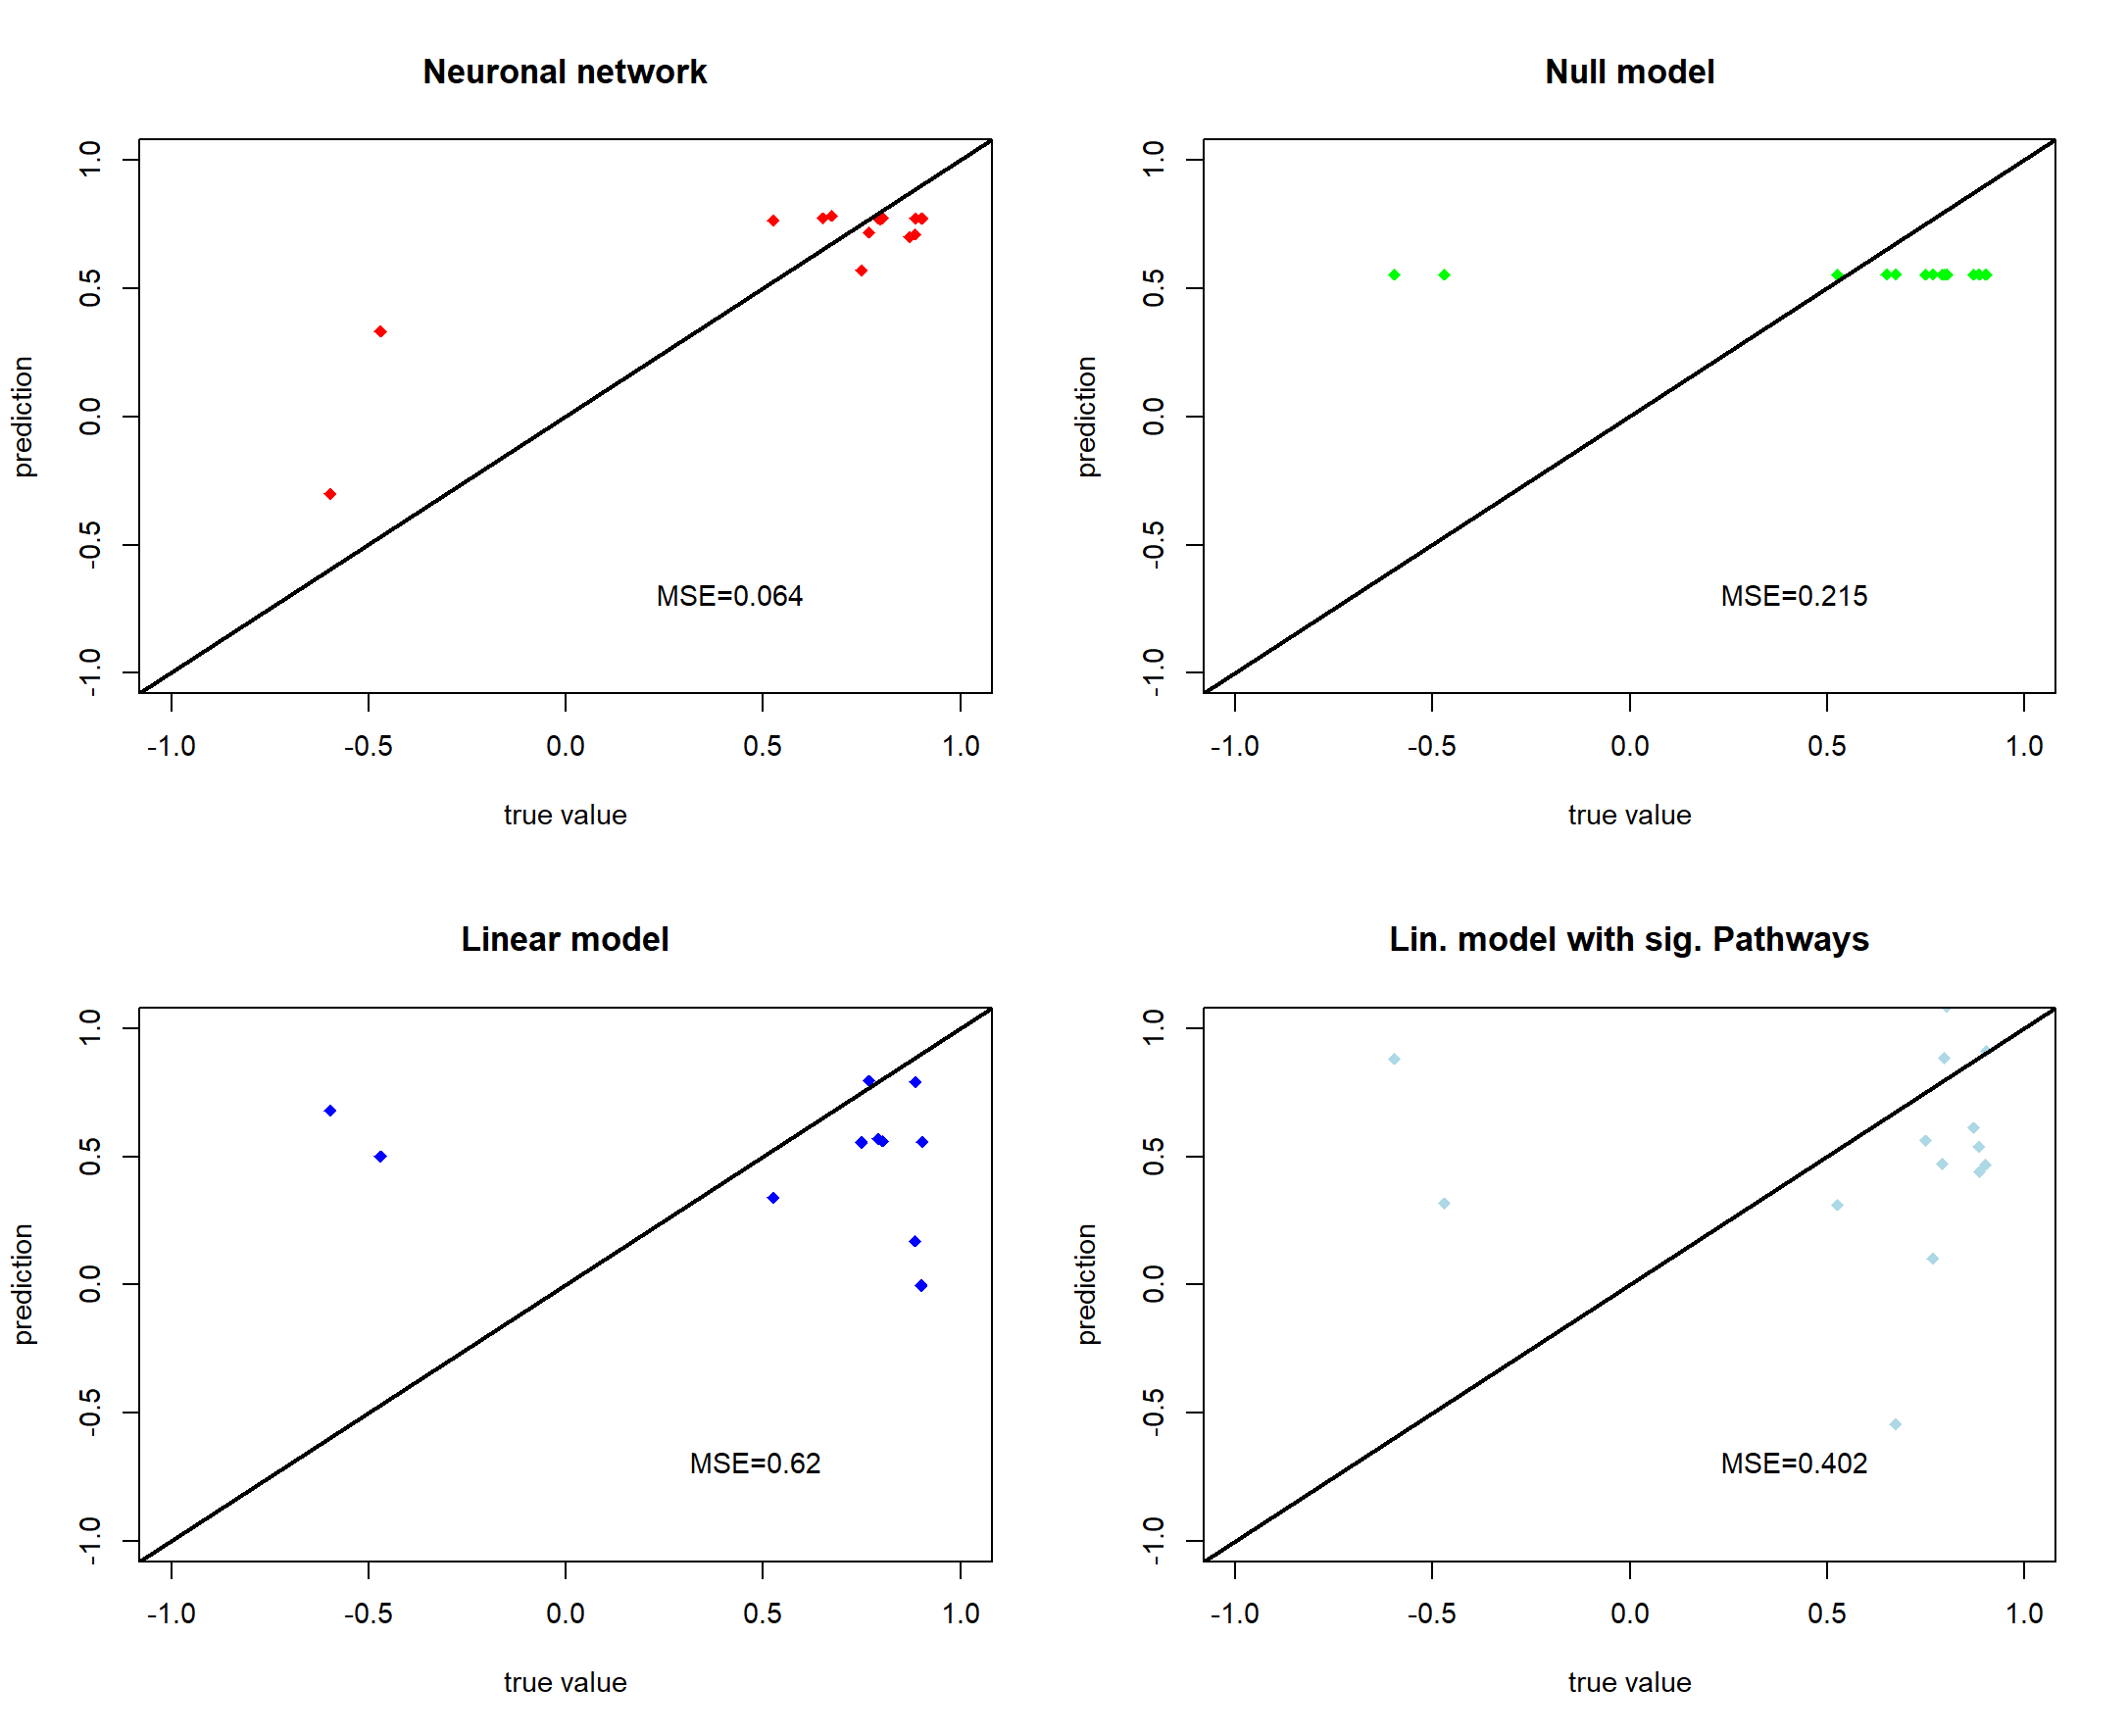 Neuronal network
1.0
0.5
0.0
-0.5
-1.0
prediction
MSE=0.064
-1.0 -0.5 0.0 0.5 1.0
true value
Null model
1.0
0.5
0.0
-0.5
-1.0
prediction
MSE=0.215
-1.0 -0.5 0.0 0.5 1.0
true value
Linear model
1.0
0.5
0.0
-0.5
-1.0
prediction
MSE=0.62
-1.0 -0.5 0.0 0.5 1.0
true value
Lin. model with sig. Pathways
1.0
0.5
0.0
-0.5
-1.0
prediction
MSE=0.402
-1.0 -0.5 0.0 0.5 1.0
true value